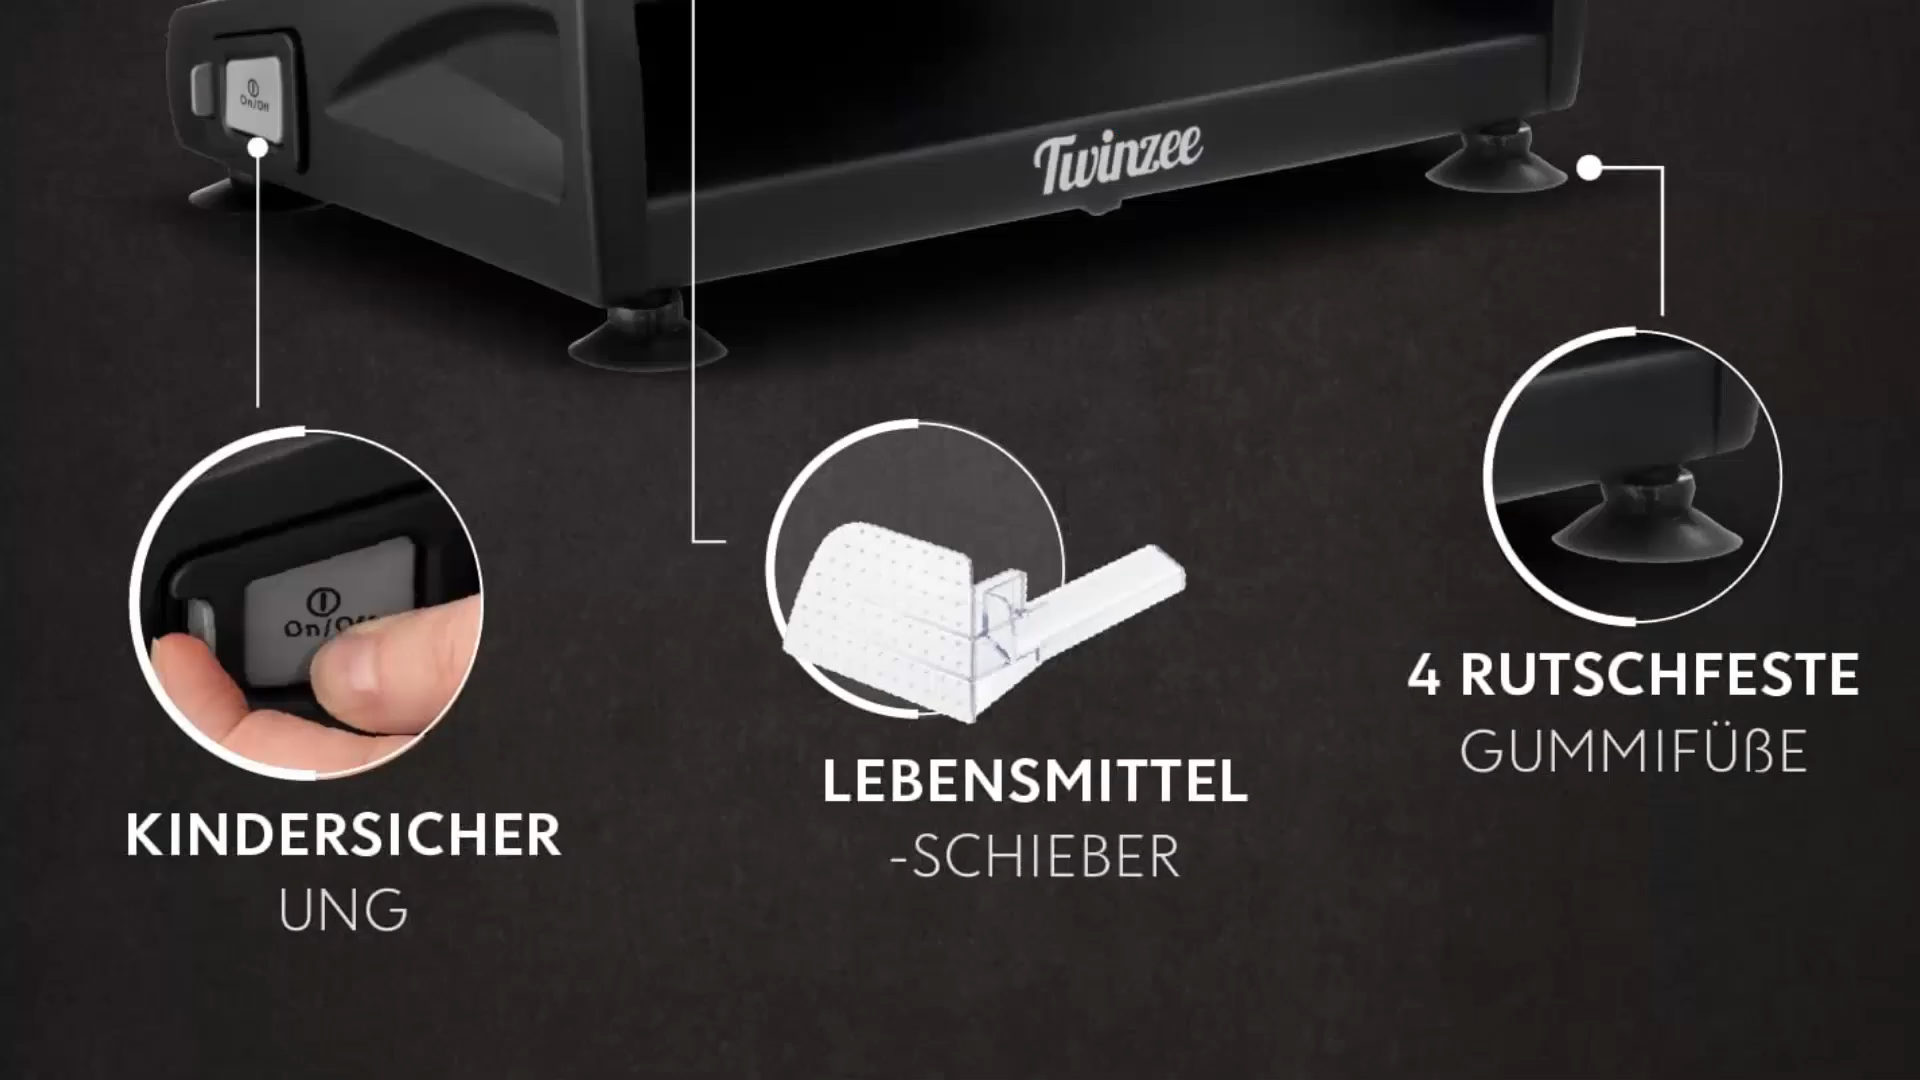 On/Off
Twinzee
On/Off
4 RUTSCHFESTE
GUMMIFÜßE
LEBENSMITTEL
-SCHIEBER
KINDERSICHER
UNG